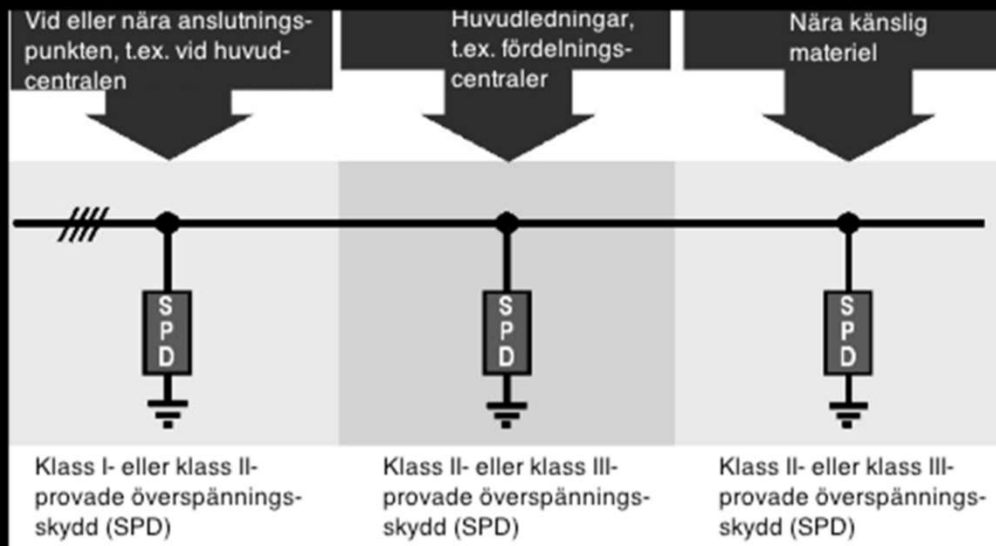 Vid eller nära anslutnings-
punkten, t.ex. vid huvud-
centralen
Huvudledningar,
t.ex. fördelnings-
centraler
Nära känslig
materiel
S
P
D
S
P
D
S
P
D
Klass I- eller klass II-
provade överspännings-
skydd (SPD)
Klass II- eller klass III-
provade överspännings-
skydd (SPD)
Klass II- eller klass III-
provade överspännings-
skydd (SPD)